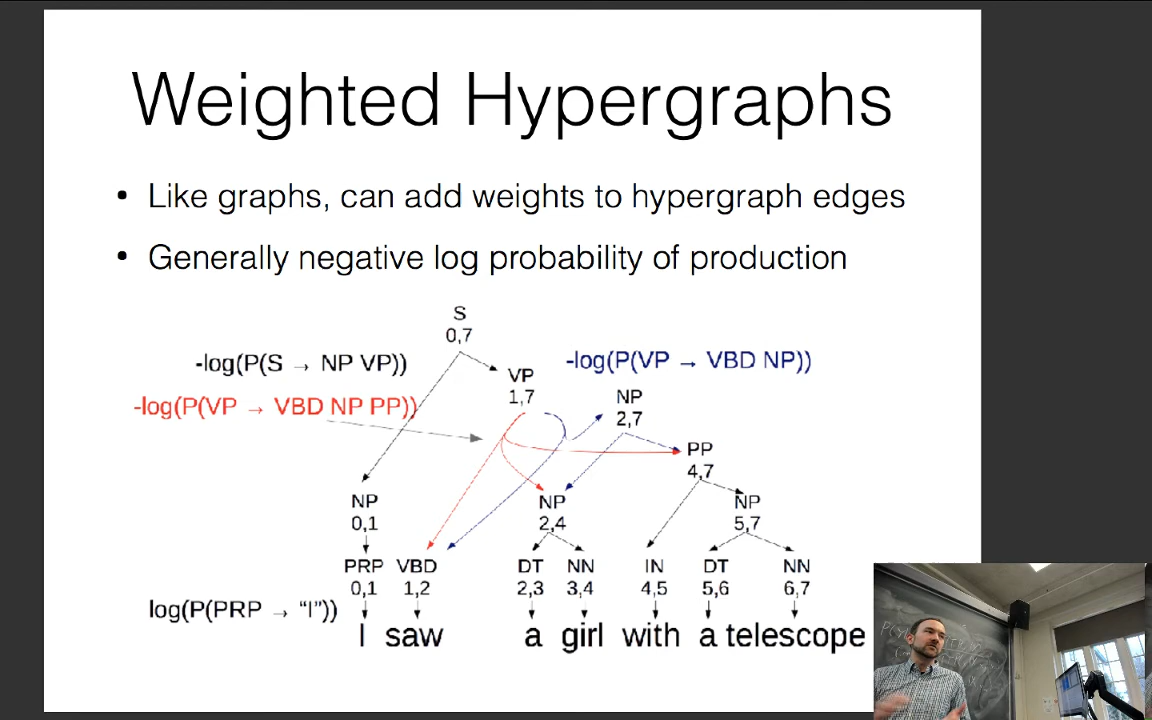 Weighted Hypergraphs
• Like graphs, can add weights to hypergraph edges
• Generally negative log probability of production
S
0,7
-log(P(S → NP VP))
VP
1,7
-log(P(VP → VBD NP))
-log(P(VP → VBD NP PP))
NP
2,7
PP
4,7
NP
0,1
NP
2,4
NP
5,7
PRP VBD DT NN IN DT NN
0,1 1,2 2,3 3,4 4,5 5,6 6,7
log(P(PRP → “I”))
I saw a girl with a telescope